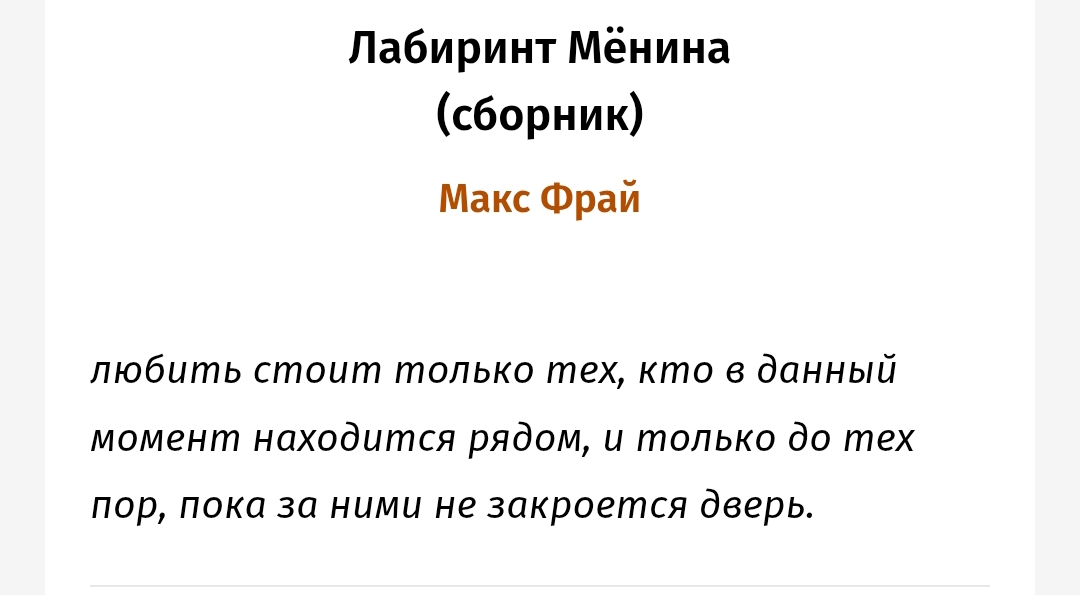 Лабиринт Мёнина
(сборник)
Макс Фрай
любить стоит только тех, кто в данный
момент находится рядом, и только до тех
пор, пока за ними не закроется дверь.